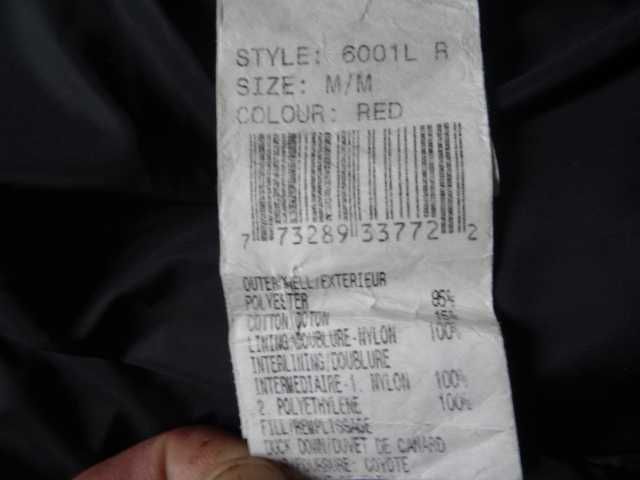 STYLE: 6001L R
SIZE: M/M
COLOUR: RED
7 73289 33772 2
OUTERSHELL/EXTERIEUR
POLYESTER 85%
COTTON/COTON 15%
LINING/DOUBLURE-NYLON 100%
INTERLINING/DOUBLURE
INTERMEDIAIRE-1. NYLON 100%
2. POLYETHYLENE 100%
FILL/REMPLISSAGE
DUCK DOWN/DUVET DE CANARD
COYOTE